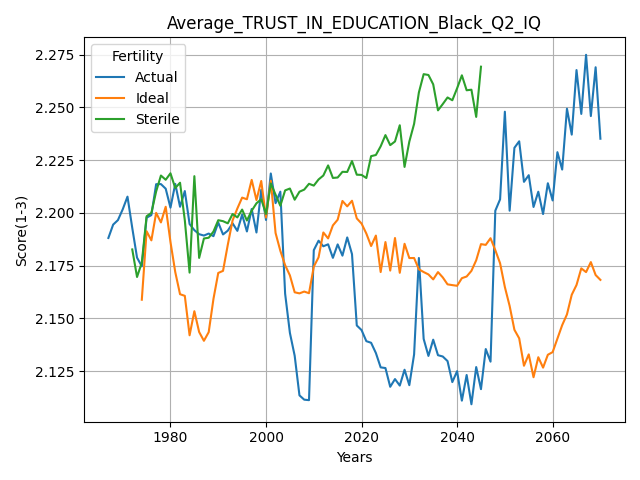 Average_TRUST_IN_EDUCATION_Black_Q2_IQ
Fertility
Actual
Ideal
Sterile
Score(1-3)
2.275
2.250
2.225
2.200
2.175
2.150
2.125
1980 2000 2020 2040 2060
Years